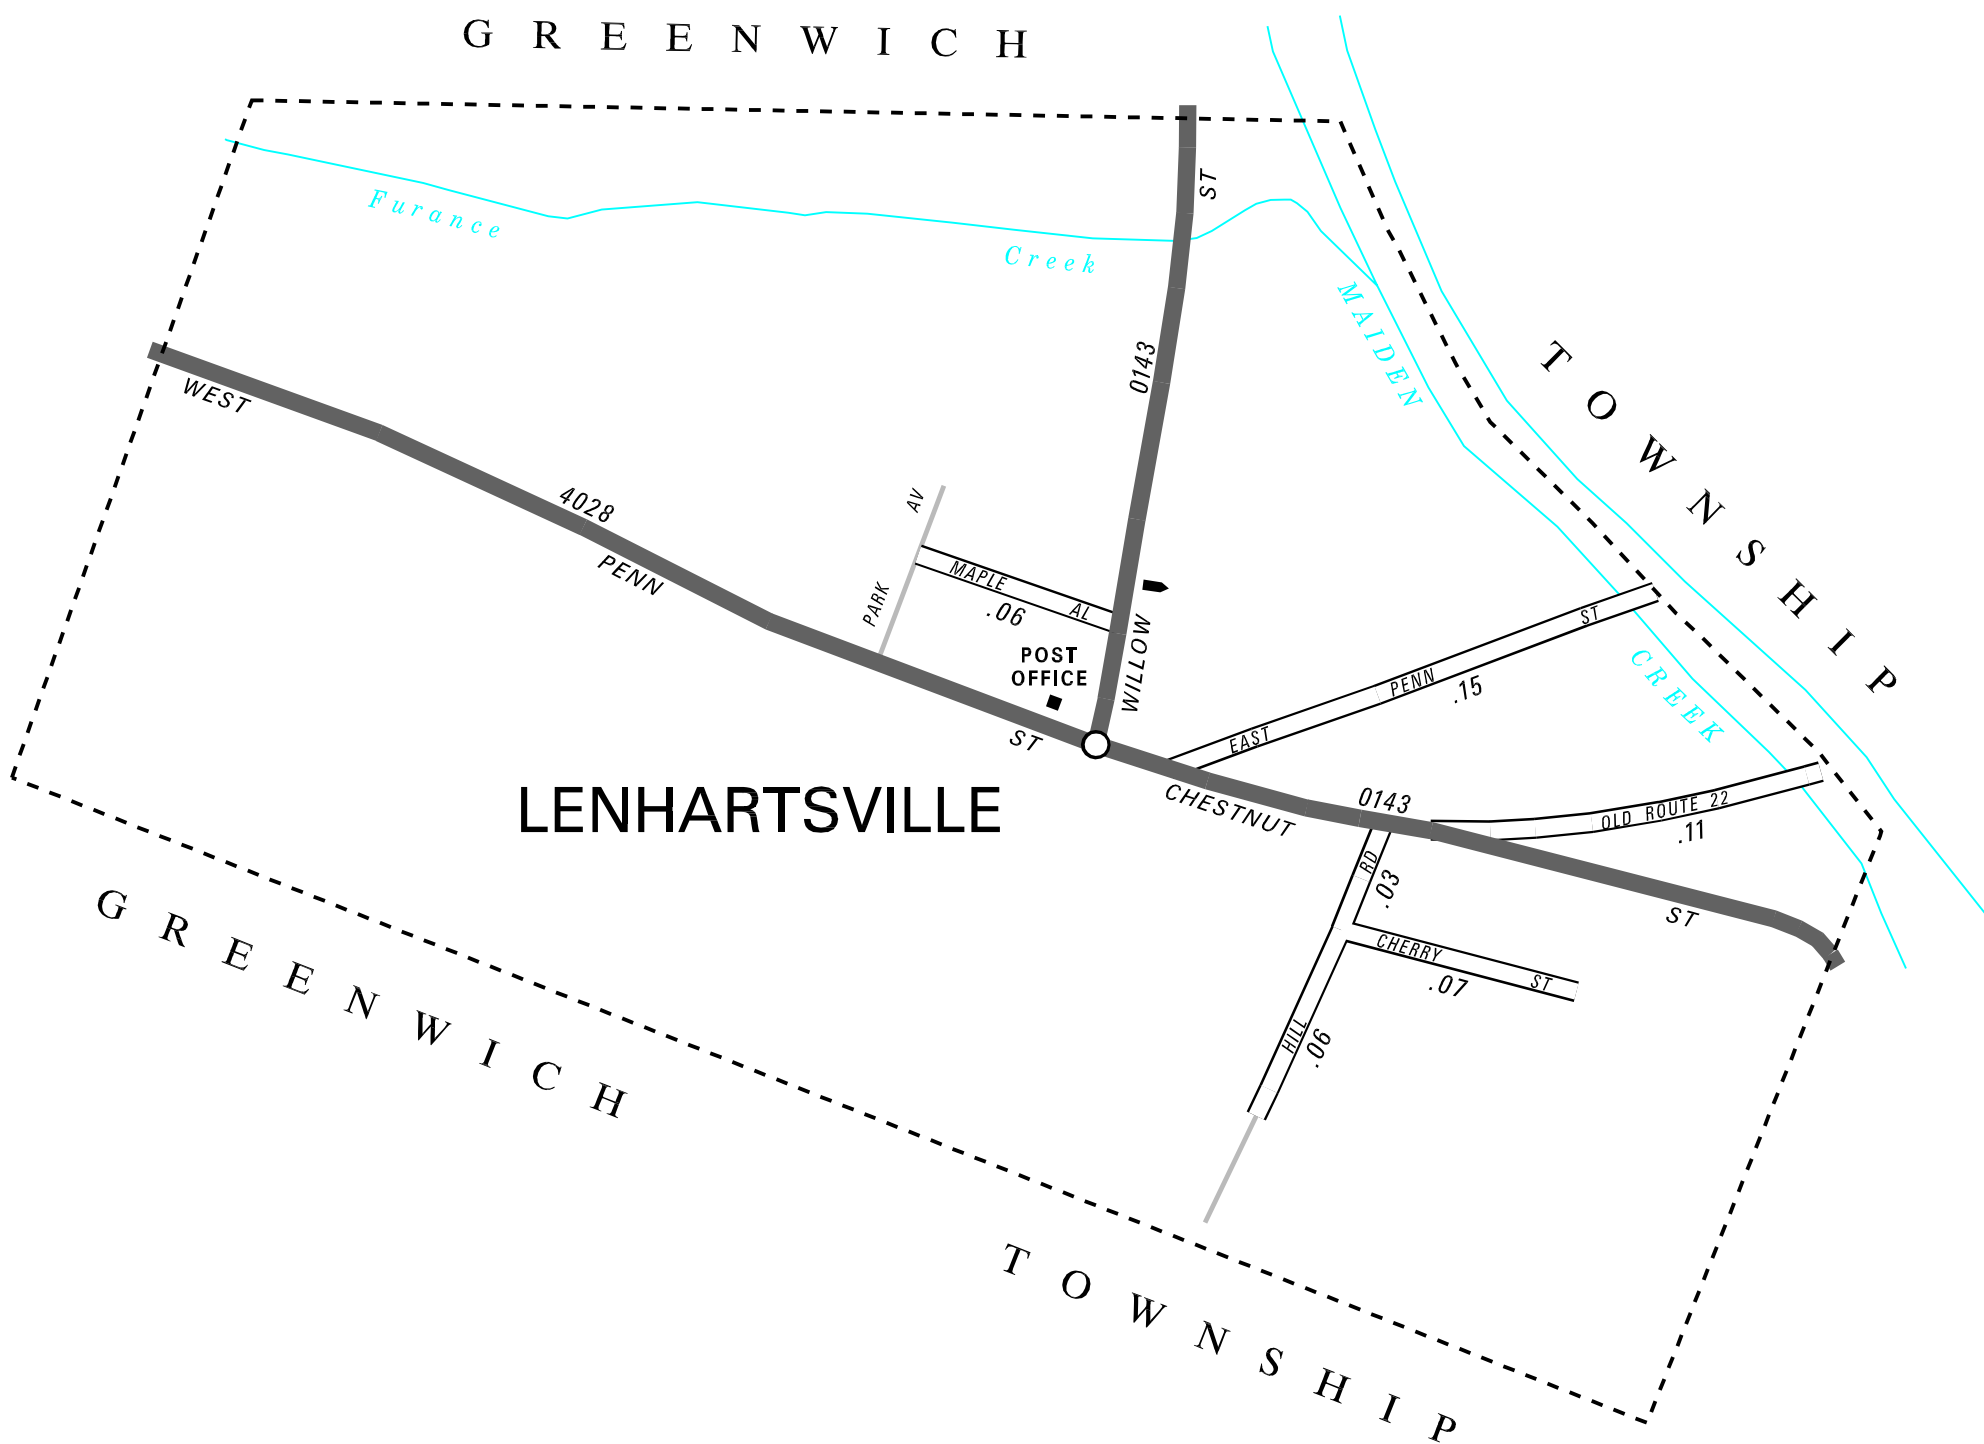 GREENWICH
TOWNSHIP
Furance Creek
MAIDEN CREEK
WEST PENN ST
4028
WILLOW ST
0143
PARK AV
MAPLE AL
.06
POST
OFFICE
EAST PENN ST
.15
LENHARTSVILLE
CHESTNUT ST
0143
OLD ROUTE 22
.11
HILL RD
.03
.06
CHERRY ST
.07
GREENWICH
TOWNSHIP